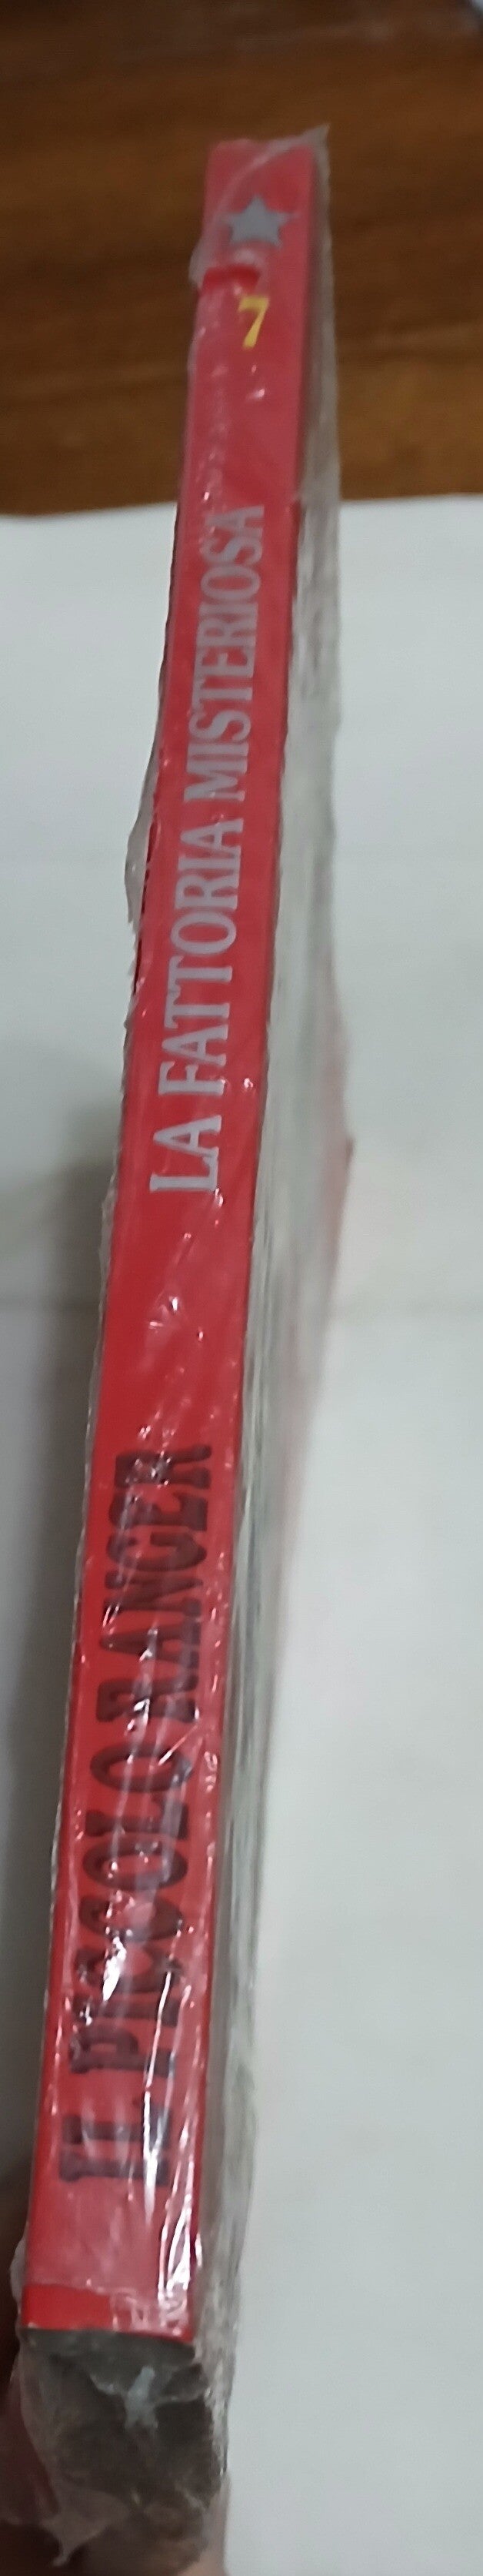 IL PICCOLO RANGER
LA FATTORIA MISTERIOSA
7